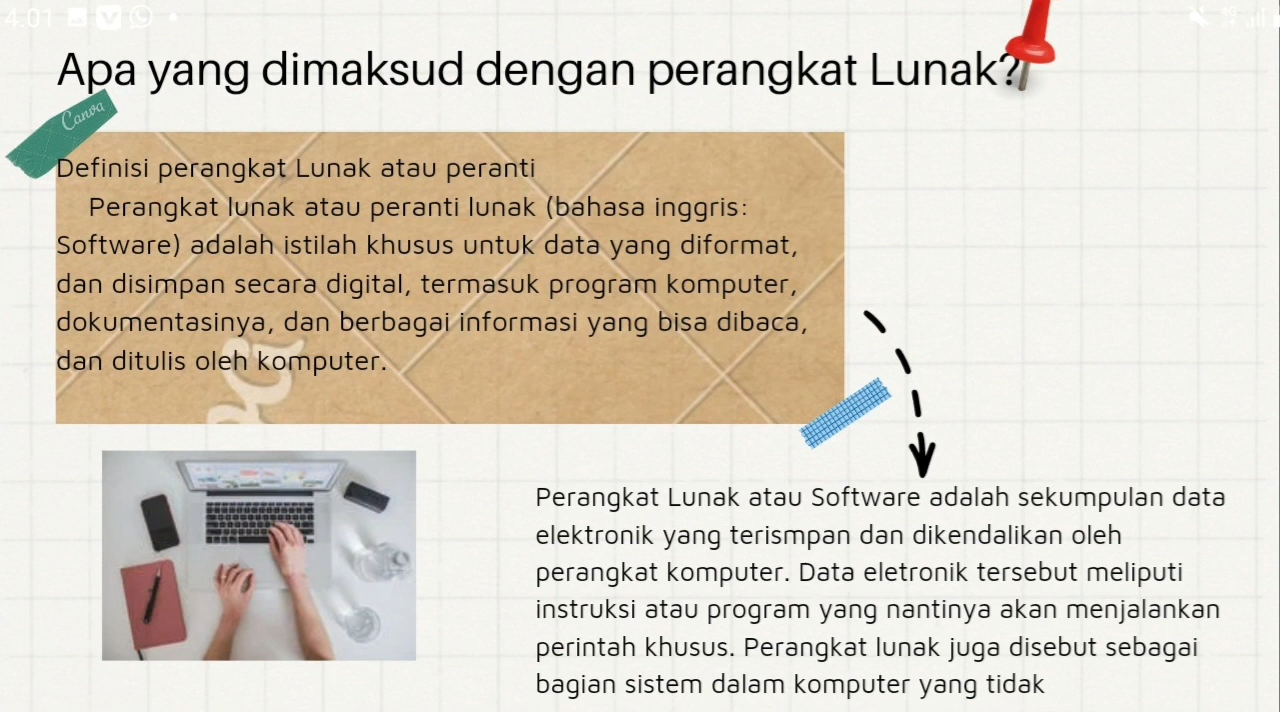 4.01
Apa yang dimaksud dengan perangkat Lunak?
Canva
Definisi perangkat Lunak atau peranti
Perangkat lunak atau peranti lunak (bahasa inggris:
Software) adalah istilah khusus untuk data yang diformat,
dan disimpan secara digital, termasuk program komputer,
dokumentasinya, dan berbagai informasi yang bisa dibaca,
dan ditulis oleh komputer.
Perangkat Lunak atau Software adalah sekumpulan data
elektronik yang terismpan dan dikendalikan oleh
perangkat komputer. Data eletronik tersebut meliputi
instruksi atau program yang nantinya akan menjalankan
perintah khusus. Perangkat lunak juga disebut sebagai
bagian sistem dalam komputer yang tidak